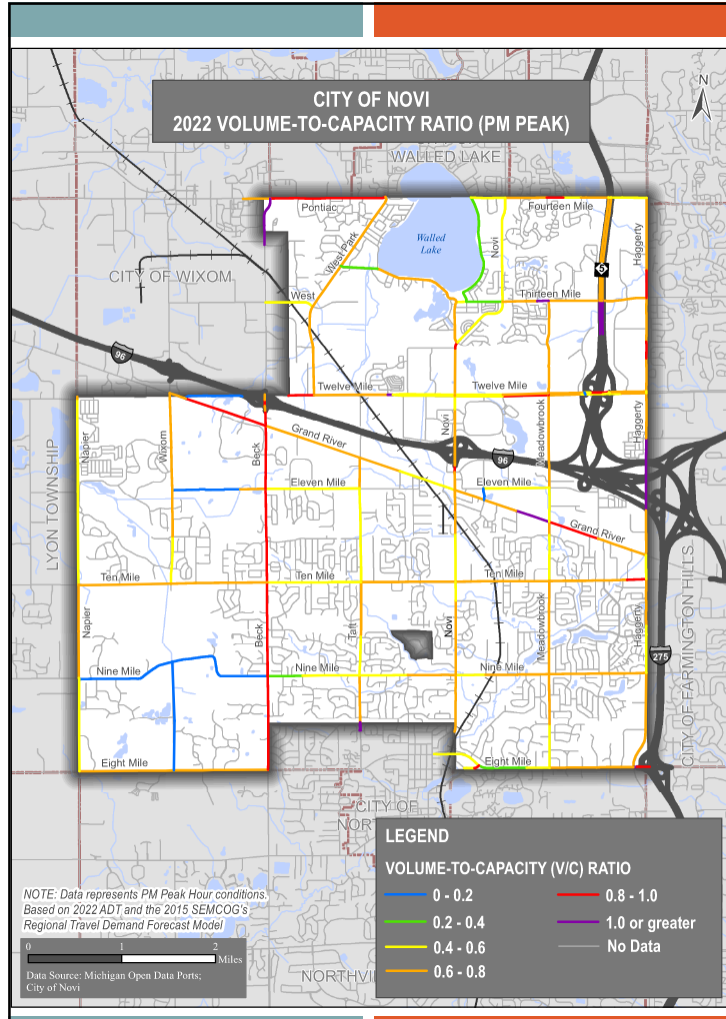 CITY OF NOVI
2022 VOLUME-TO-CAPACITY RATIO (PM PEAK)
N
WALLED LAKE
Pontiac
Fourteen Mile
Haggerty
West Park
Walled
Lake
Novi
5
CITY OF WIXOM
West
Thirteen Mile
96
Twelve Mile
Twelve Mile
Napier
Wixom
Beck
Grand River
Novi
Meadowbrook
Haggerty
96
LYON TOWNSHIP
Eleven Mile
Eleven Mile
Grand River
Ten Mile
Ten Mile
Napier
Beck
Taft
Novi
Meadowbrook
Haggerty
275
CITY OF FARMINGTON HILLS
Nine Mile
Nine Mile
Nine Mile
Eight Mile
Eight Mile
CITY OF
LEGEND
VOLUME-TO-CAPACITY (V/C) RATIO
0 - 0.2
0.8 - 1.0
0.2 - 0.4
1.0 or greater
0.4 - 0.6
No Data
0.6 - 0.8
NOTE: Data represents PM Peak Hour conditions.
Based on 2022 ADT and the 2015 SEMCOG's
Regional Travel Demand Forecast Model
0 1 2
Miles
Data Source: Michigan Open Data Ports;
City of Novi